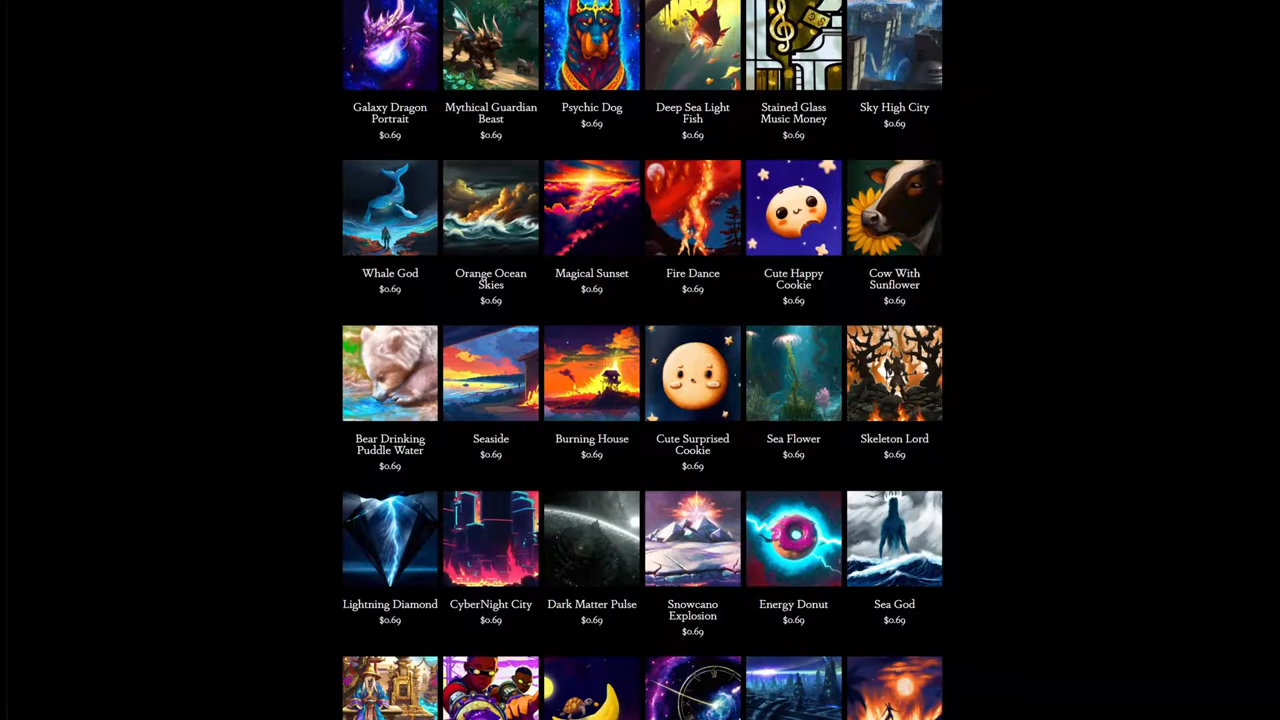 Galaxy Dragon
Portrait
$0.69
Mythical Guardian
Beast
$0.69
Psychic Dog
$0.69
Deep Sea Light
Fish
$0.69
Stained Glass
Music Money
$0.69
Sky High City
$0.69
Whale God
$0.69
Orange Ocean
Skies
$0.69
Magical Sunset
$0.69
Fire Dance
$0.69
Cute Happy
Cookie
$0.69
Cow With
Sunflower
$0.69
Bear Drinking
Puddle Water
$0.69
Seaside
$0.69
Burning House
$0.69
Cute Surprised
Cookie
$0.69
Sea Flower
$0.69
Skeleton Lord
$0.69
Lightning Diamond
$0.69
CyberNight City
$0.69
Dark Matter Pulse
$0.69
Snowcano
Explosion
$0.69
Energy Donut
$0.69
Sea God
$0.69